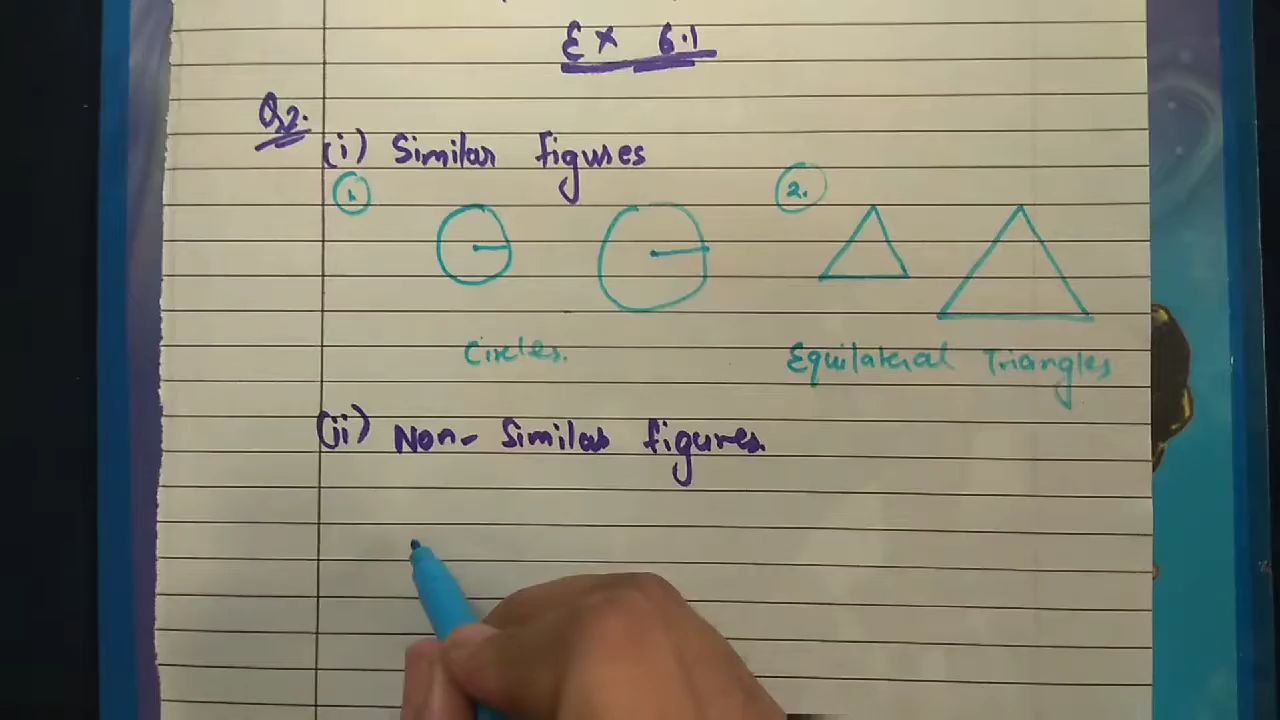 Ex 6.1
Q2.
(i) Similar figures
1.
2.
Circles.
Equilateral Triangles
(ii) Non-Similar figures.